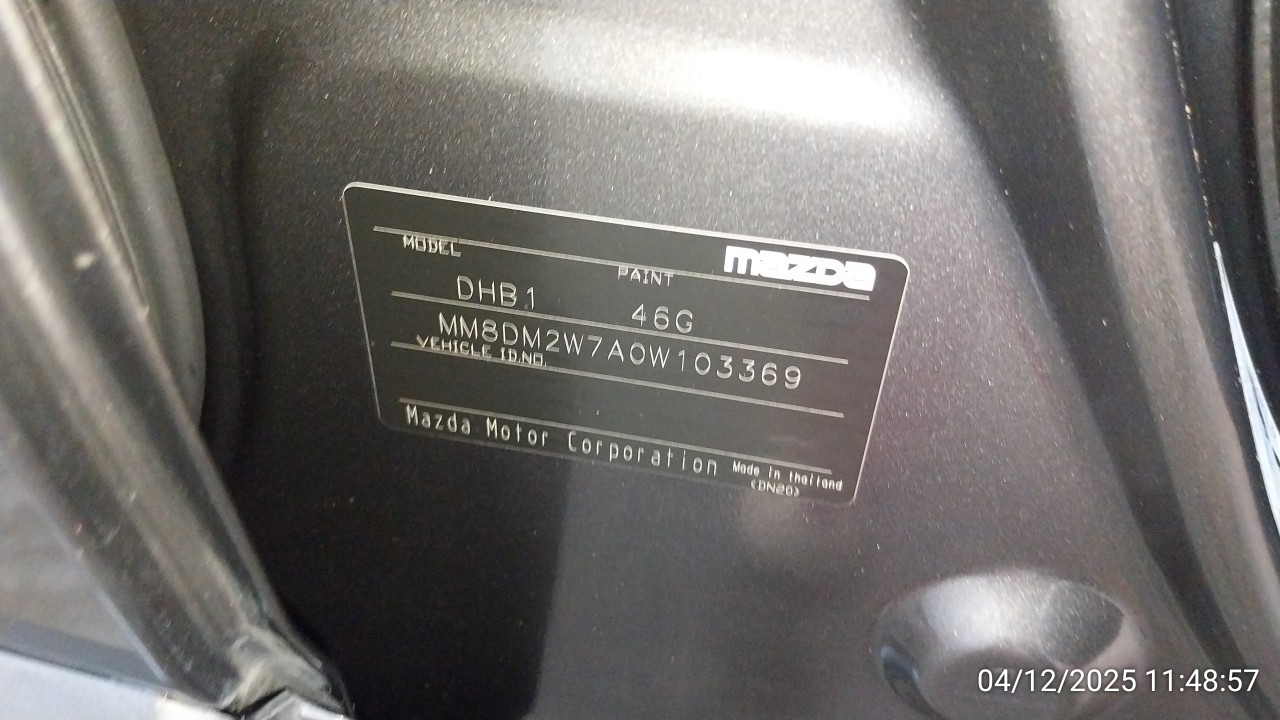 MODEL
PAINT
mazda
DHB1
46G
MM8DM2W7A0W103369
VEHICLE ID.NO.
Mazda Motor Corporation
Made in thailand
(DN20)
04/12/2025 11:48:57